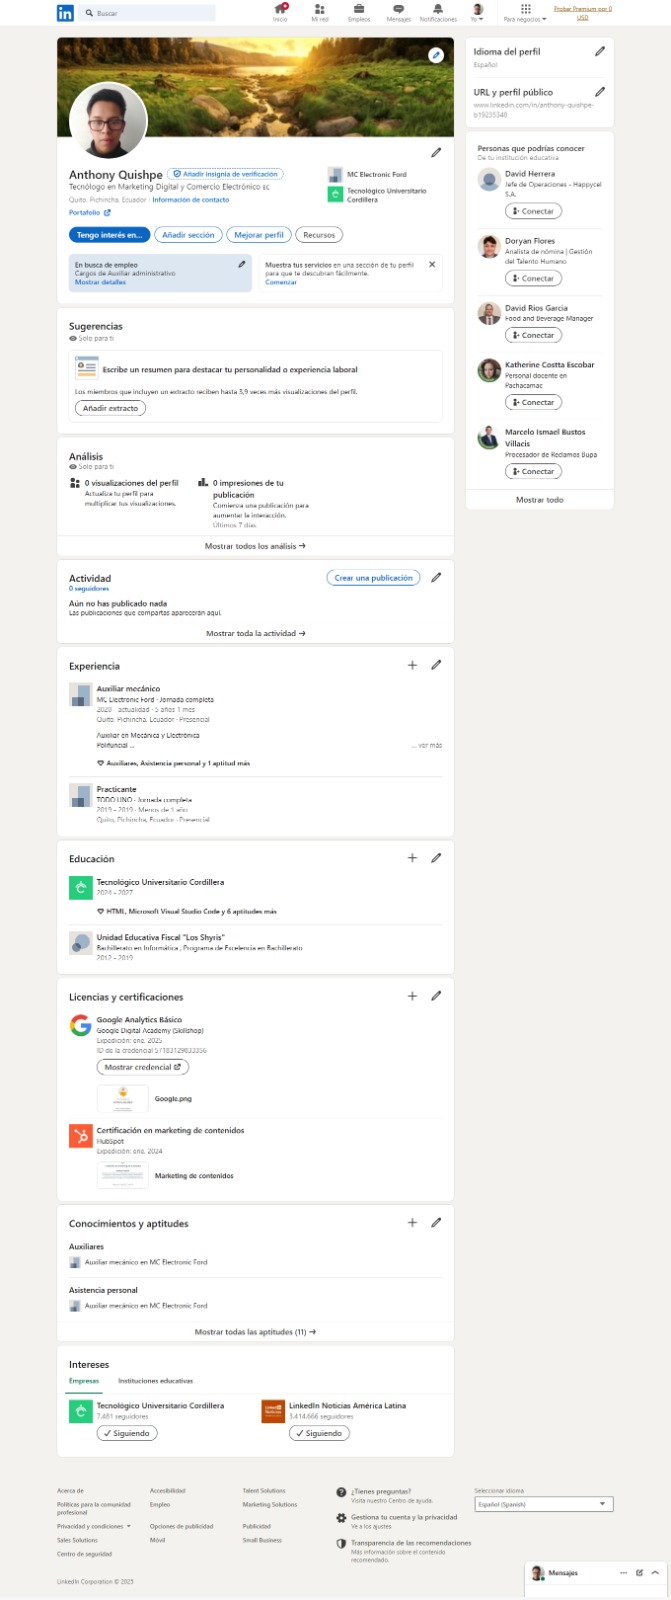 Buscar
Inicio
Mi red
Empleos
Mensajes
Notificaciones
Yo
Para negocios
Probar Premium por 0
USD
Anthony Quishpe
Añadir insignia de verificación
Tecnólogo en Marketing Digital y Comercio Electrónico sc
Quito, Pichincha, Ecuador · Información de contacto
Portafolio
MC Electronic Ford
Tecnológico Universitario
Cordillera
Tengo interés en...
Añadir sección
Mejorar perfil
Recursos
En busca de empleo
Cargos de Auxiliar administrativo
Mostrar detalles
Muestra tus servicios en una sección de tu perfil
para que te descubran fácilmente.
Comenzar
Sugerencias
Solo para ti
Escribe un resumen para destacar tu personalidad o experiencia laboral
Los miembros que incluyen un extracto reciben hasta 3,9 veces más visualizaciones del perfil.
Añadir extracto
Análisis
Solo para ti
0 visualizaciones del perfil
Actualiza tu perfil para
multiplicar tus visualizaciones.
0 impresiones de tu
publicación
Comienza una publicación para
aumentar la interacción.
Últimos 7 días
Mostrar todos los análisis →
Actividad
0 seguidores
Crear una publicación
Aún no has publicado nada
Las publicaciones que compartas aparecerán aquí.
Mostrar toda la actividad →
Experiencia
Auxiliar mecánico
MC Electronic Ford · Jornada completa
2020 - actualidad · 5 años 1 mes
Quito, Pichincha, Ecuador · Presencial
Auxiliar en Mecánica y Electrónica
Polifuncial ...
... ver más
Auxiliares, Asistencia personal y 1 aptitud más
Practicante
TODO UNO · Jornada completa
2019 - 2019 · Menos de 1 año
Quito, Pichincha, Ecuador · Presencial
Educación
Tecnológico Universitario Cordillera
2024 - 2027
HTML, Microsoft Visual Studio Code y 6 aptitudes más
Unidad Educativa Fiscal "Los Shyris"
Bachillerato en Informática , Programa de Excelencia en Bachillerato
2012 - 2019
Licencias y certificaciones
Google Analytics Básico
Google Digital Academy (Skillshop)
Expedición: ene. 2025
ID de la credencial 57183129833356
Mostrar credencial
Google.png
Certificación en marketing de contenidos
HubSpot
Expedición: ene. 2024
Marketing de contenidos
Conocimientos y aptitudes
Auxiliares
Auxiliar mecánico en MC Electronic Ford
Asistencia personal
Auxiliar mecánico en MC Electronic Ford
Mostrar todas las aptitudes (11) →
Intereses
Empresas
Instituciones educativas
Tecnológico Universitario Cordillera
7.481 seguidores
Siguiendo
LinkedIn Noticias América Latina
3.414.666 seguidores
Siguiendo
Idioma del perfil
Español
URL y perfil público
www.linkedin.com/in/anthony-quishpe-
b19235348
Personas que podrías conocer
De tu institución educativa
David Herrera
Jefe de Operaciones - Happycel
S.A.
Conectar
Doryan Flores
Analista de nómina | Gestión
del Talento Humano
Conectar
David Rios Garcia
Food and Beverage Manager
Conectar
Katherine Costta Escobar
Personal docente en
Pachacamac
Conectar
Marcelo Ismael Bustos
Villacis
Procesador de Reclamos Bupa
Conectar
Mostrar todo
Acerca de
Accesibilidad
Talent Solutions
Políticas para la comunidad
profesional
Empleo
Marketing Solutions
Privacidad y condiciones
Opciones de publicidad
Publicidad
Sales Solutions
Móvil
Small Business
Centro de seguridad
¿Tienes preguntas?
Visita nuestro Centro de ayuda.
Gestiona tu cuenta y la privacidad
Ve a los ajustes.
Transparencia de las recomendaciones
Más información sobre el contenido
recomendado.
Seleccionar idioma
Español (Spanish)
LinkedIn Corporation © 2025
Mensajes